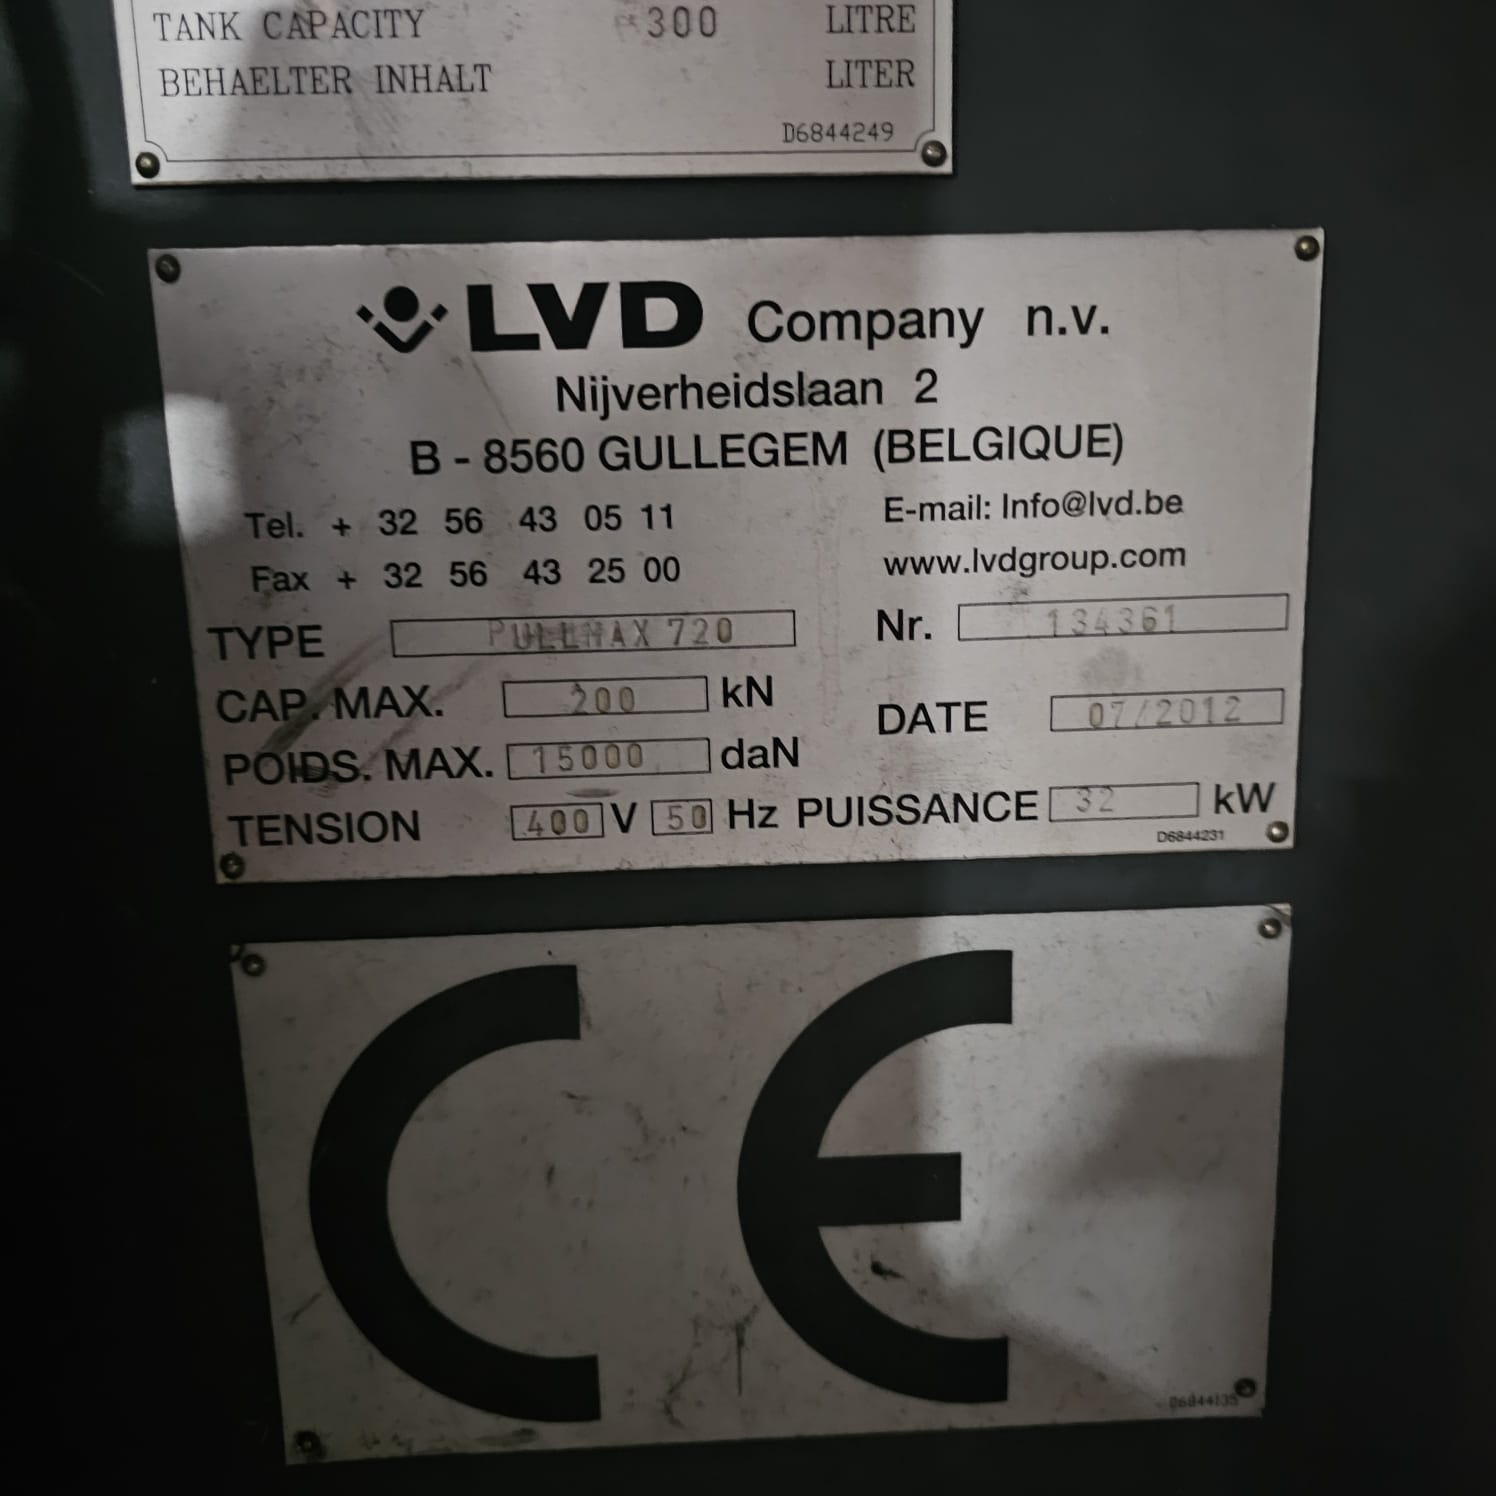 TANK CAPACITY 300 LITRE
BEHAELTER INHALT LITER
D6844249
LVD Company n.v.
Nijverheidslaan 2
B - 8560 GULLEGEM (BELGIQUE)
Tel. + 32 56 43 05 11 E-mail: Info@lvd.be
Fax + 32 56 43 25 00 www.lvdgroup.com
TYPE PULLMAX 720 Nr. 134361
CAP. MAX. 200 kN
DATE 07/2012
POIDS. MAX. 15000 daN
TENSION 400 V 50 Hz PUISSANCE 32 kW
D6844231
CE
D6844135